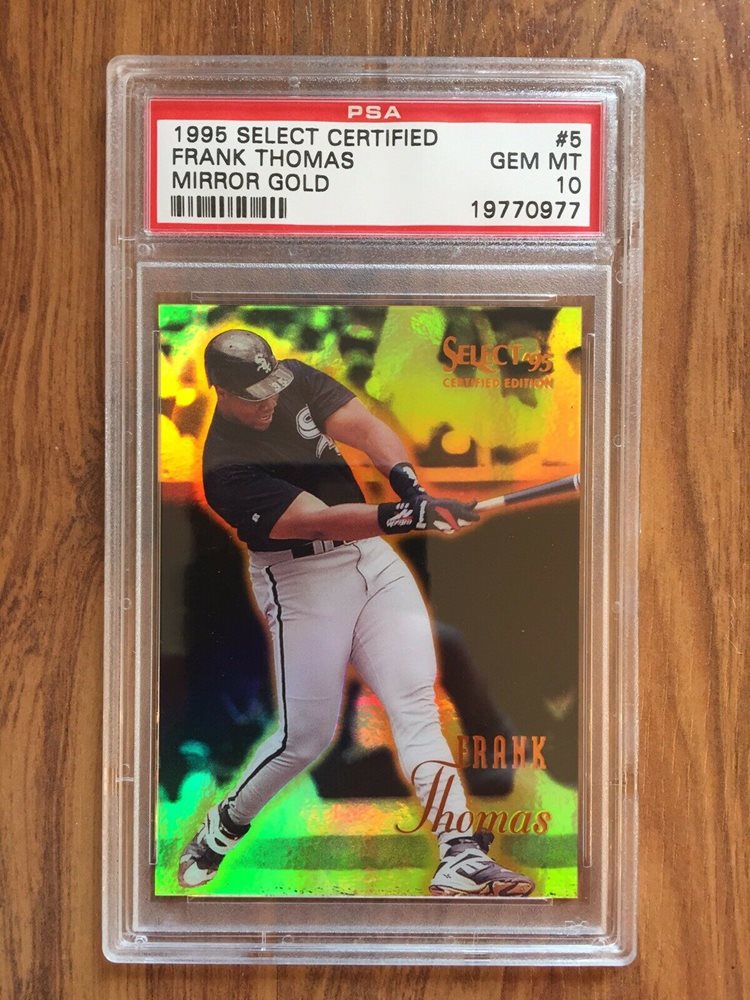 PSA
1995 SELECT CERTIFIED #5
FRANK THOMAS GEM MT
MIRROR GOLD 10
19770977
SELECT '95
CERTIFIED EDITION
FRANK
Thomas